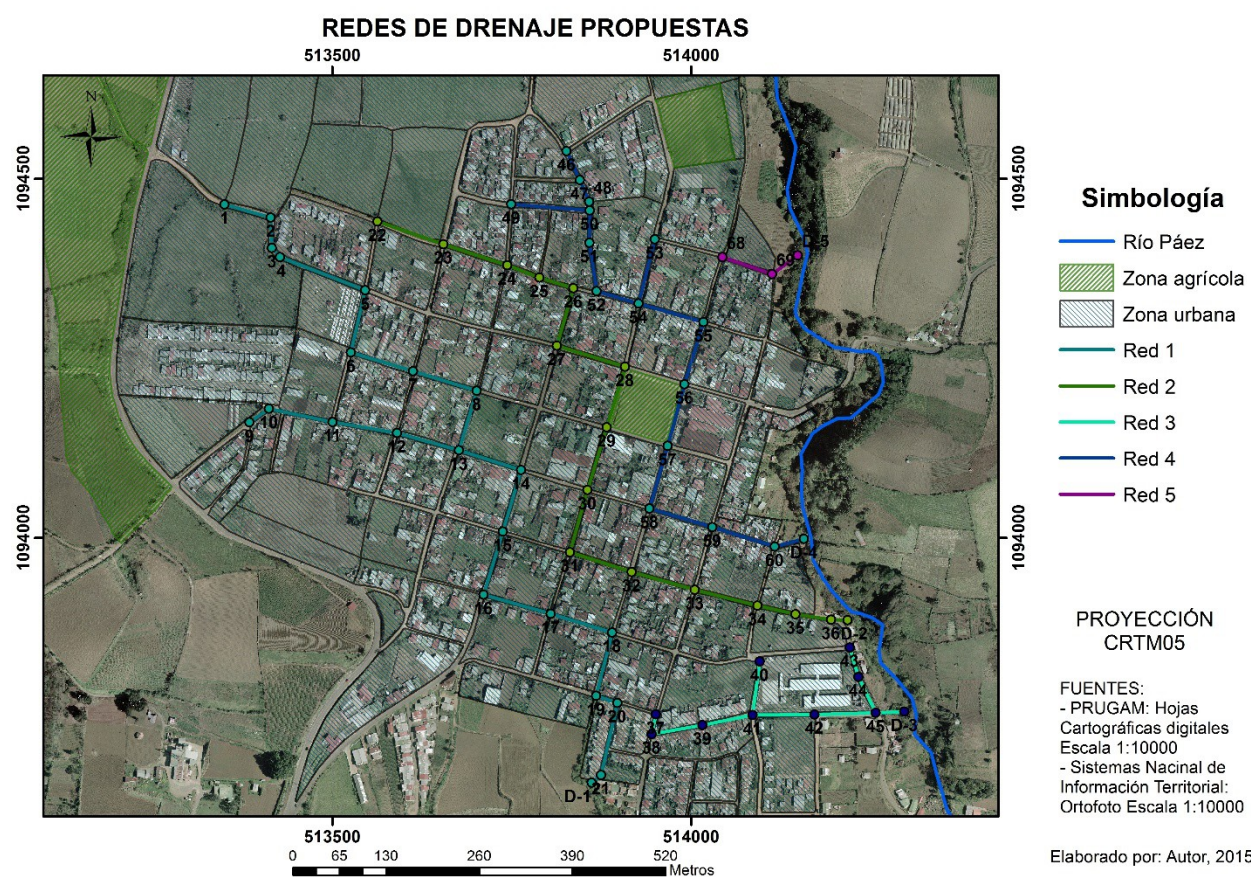 REDES DE DRENAJE PROPUESTAS
513500
514000
N
1094500
1094500
1094000
1094000
1
2
3
4
5
6
7
8
9
10
11
12
13
14
15
16
17
18
19
20
21
D-1
22
23
24
25
26
27
28
29
30
31
32
33
34
35
36
D-2
37
38
39
40
41
42
43
44
45
D-3
46
47
48
49
50
51
52
53
54
55
56
57
58
59
60
D-4
68
69
D-5
513500
514000
0
65
130
260
390
520
Metros
Simbología
Río Páez
Zona agrícola
Zona urbana
Red 1
Red 2
Red 3
Red 4
Red 5
PROYECCIÓN
CRTM05
FUENTES:
- PRUGAM: Hojas
Cartográficas digitales
Escala 1:10000
- Sistemas Nacinal de
Información Territorial:
Ortofoto Escala 1:10000
Elaborado por: Autor, 2015